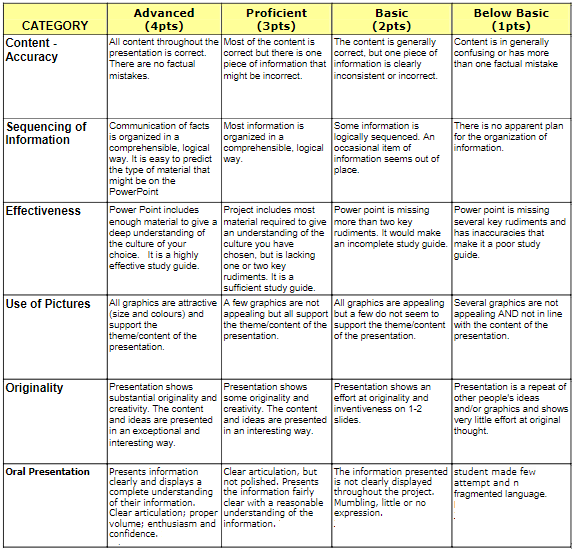 CATEGORY
Advanced
(4pts)
Proficient
(3pts)
Basic
(2pts)
Below Basic
(1pts)
Content -
Accuracy
All content throughout the
presentation is correct.
There are no factual
mistakes.
Most of the content is
correct but there is one
piece of information that
might be incorrect.
The content is generally
correct, but one piece of
information is clearly
inconsistent or incorrect.
Content is in generally
confusing or has more
than one factual mistake
Sequencing of
Information
Communication of facts
is organized in a
comprehensible, logical
way. It is easy to predict
the type of material that
might be on the
PowerPoint
Most information is
organized in a
comprehensible, logical
way.
Some information is
logically sequenced. An
occasional item of
information seems out of
place.
There is no apparent plan
for the organization of
information.
Effectiveness
Power Point includes
enough material to give a
deep understanding of
the culture of your
choice. It is a highly
effective study guide.
Project includes most
material required to give
an understanding of the
culture you have
chosen, but is lacking
one or two key
rudiments. It is a
sufficient study guide.
Power point is missing
more than two key
rudiments. It would make
an incomplete study guide.
Power point is missing
several key rudiments and
has inaccuracies that
make it a poor study
guide.
Use of Pictures
All graphics are attractive
(size and colours) and
support the
theme/content of the
presentation.
A few graphics are not
appealing but all support
the theme/content of the
presentation.
All graphics are appealing
but a few do not seem to
support the theme/content
of the presentation.
Several graphics are not
appealing AND not in line
with the content of the
presentation.
Originality
Presentation shows
substantial originality and
creativity. The content
and ideas are presented
in an exceptional and
interesting way.
Presentation shows
some originality and
creativity. The content
and ideas are presented
in an interesting way.
Presentation shows an
effort at originality and
inventiveness on 1-2
slides.
Presentation is a repeat of
other people's ideas
and/or graphics and shows
very little effort at original
thought.
Oral Presentation
Presents information
clearly and displays a
complete understanding
of their information.
Clear articulation; proper
volume; enthusiasm and
confidence.
Clear articulation, but
not polished. Presents
the information fairly
clear with a reasonable
understanding of the
information.
The information presented
is not clearly displayed
throughout the project.
Mumbling, little or no
expression.
.
student made few
attempt and n
fragmented language.
.